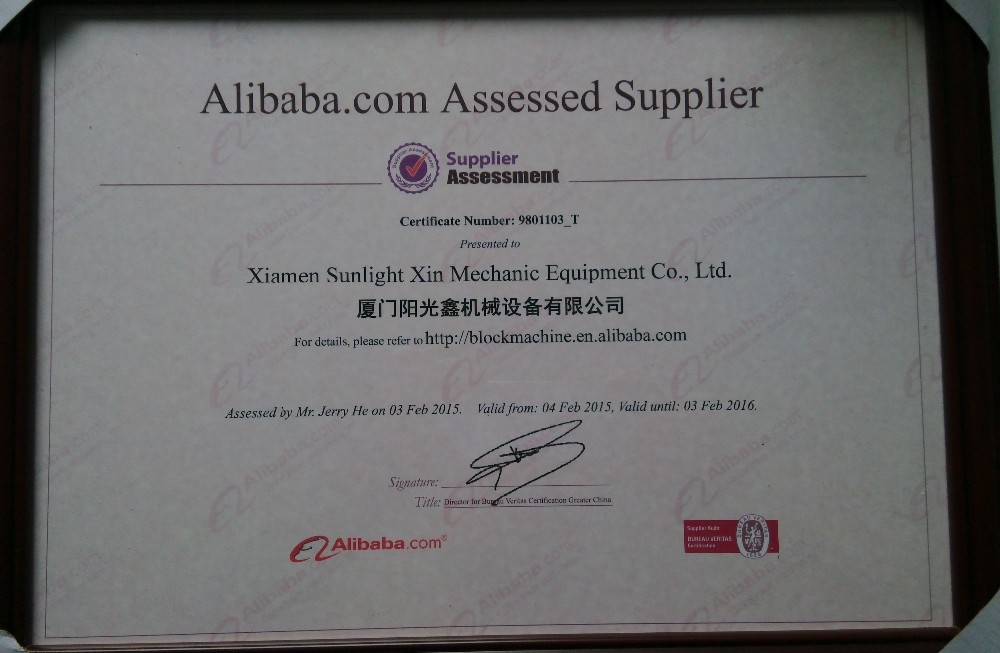 Alibaba.com Assessed Supplier
Supplier
Assessment
Certificate Number: 9801103_T
Presented to
Xiamen Sunlight Xin Mechanic Equipment Co., Ltd.
厦门阳光鑫机械设备有限公司
For details, please refer to http://blockmachine.en.alibaba.com
Assessed by Mr. Jerry He on 03 Feb 2015. Valid from: 04 Feb 2015, Valid until: 03 Feb 2016.
Signature:
Title: Director for Bureau Veritas Certification Greater China
Alibaba.com®
Supplier Audit
BUREAU VERITAS
Certification